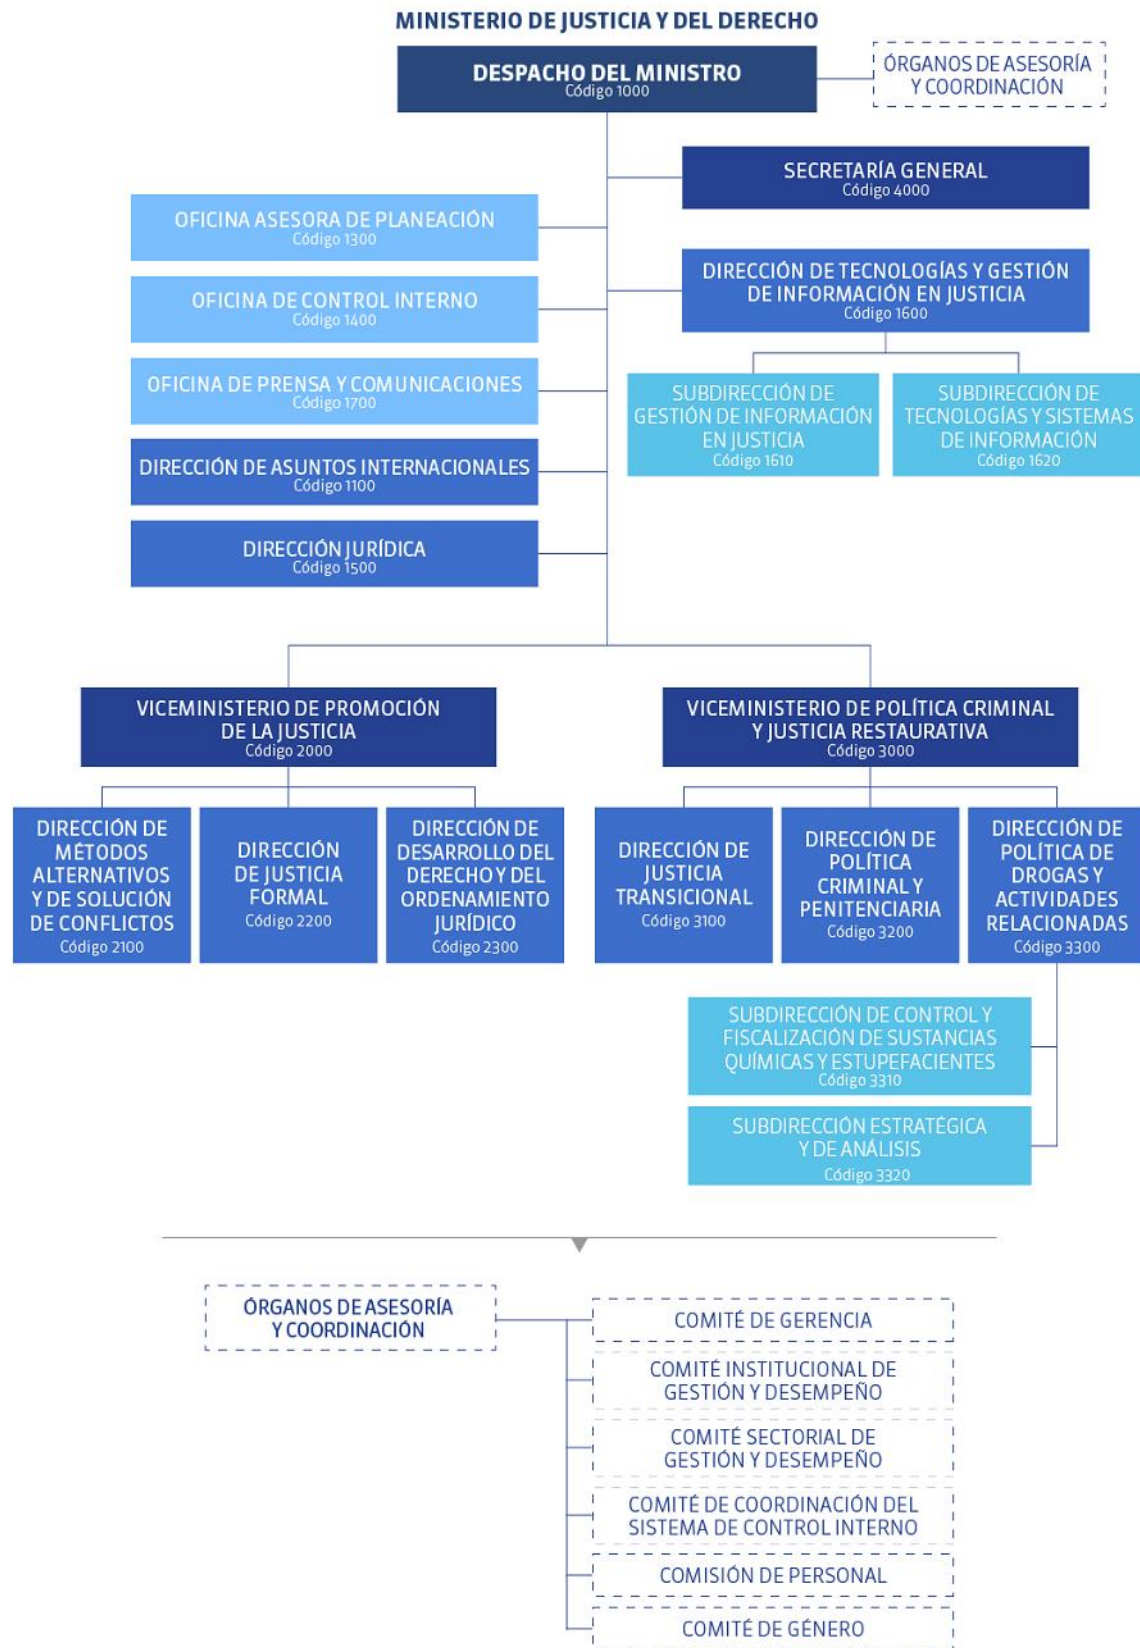 MINISTERIO DE JUSTICIA Y DEL DERECHO
DESPACHO DEL MINISTRO
Código 1000
ÓRGANOS DE ASESORÍA
Y COORDINACIÓN
SECRETARÍA GENERAL
Código 4000
OFICINA ASESORA DE PLANEACIÓN
Código 1300
DIRECCIÓN DE TECNOLOGÍAS Y GESTIÓN
DE INFORMACIÓN EN JUSTICIA
Código 1600
OFICINA DE CONTROL INTERNO
Código 1400
OFICINA DE PRENSA Y COMUNICACIONES
Código 1700
SUBDIRECCIÓN DE
GESTIÓN DE INFORMACIÓN
EN JUSTICIA
Código 1610
SUBDIRECCIÓN DE
TECNOLOGÍAS Y SISTEMAS
DE INFORMACIÓN
Código 1620
DIRECCIÓN DE ASUNTOS INTERNACIONALES
Código 1100
DIRECCIÓN JURÍDICA
Código 1500
VICEMINISTERIO DE PROMOCIÓN
DE LA JUSTICIA
Código 2000
VICEMINISTERIO DE POLÍTICA CRIMINAL
Y JUSTICIA RESTAURATIVA
Código 3000
DIRECCIÓN DE
MÉTODOS
ALTERNATIVOS
Y DE SOLUCIÓN
DE CONFLICTOS
Código 2100
DIRECCIÓN
DE JUSTICIA
FORMAL
Código 2200
DIRECCIÓN DE
DESARROLLO DEL
DERECHO Y DEL
ORDENAMIENTO
JURÍDICO
Código 2300
DIRECCIÓN DE
JUSTICIA
TRANSICIONAL
Código 3100
DIRECCIÓN DE
POLÍTICA
CRIMINAL Y
PENITENCIARIA
Código 3200
DIRECCIÓN DE
POLÍTICA DE
DROGAS Y
ACTIVIDADES
RELACIONADAS
Código 3300
SUBDIRECCIÓN DE CONTROL Y
FISCALIZACIÓN DE SUSTANCIAS
QUÍMICAS Y ESTUPEFACIENTES
Código 3310
SUBDIRECCIÓN ESTRATÉGICA
Y DE ANÁLISIS
Código 3320
ÓRGANOS DE ASESORÍA
Y COORDINACIÓN
COMITÉ DE GERENCIA
COMITÉ INSTITUCIONAL DE
GESTIÓN Y DESEMPEÑO
COMITÉ SECTORIAL DE
GESTIÓN Y DESEMPEÑO
COMITÉ DE COORDINACIÓN DEL
SISTEMA DE CONTROL INTERNO
COMISIÓN DE PERSONAL
COMITÉ DE GÉNERO